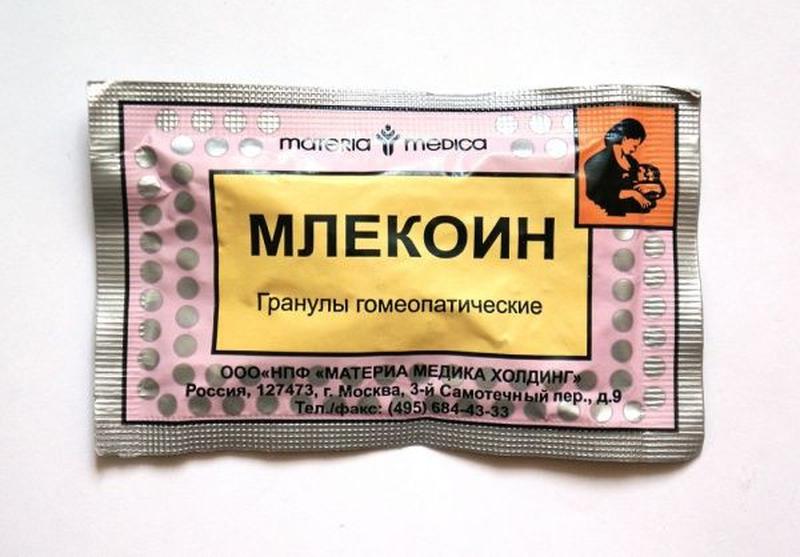 materia medica
МЛЕКОИН
Гранулы гомеопатические
ООО«НПФ «МАТЕРИА МЕДИКА ХОЛДИНГ»
Россия, 127473, г. Москва, 3-й Самотечный пер., д.9
Тел./факс: (495) 684-43-33